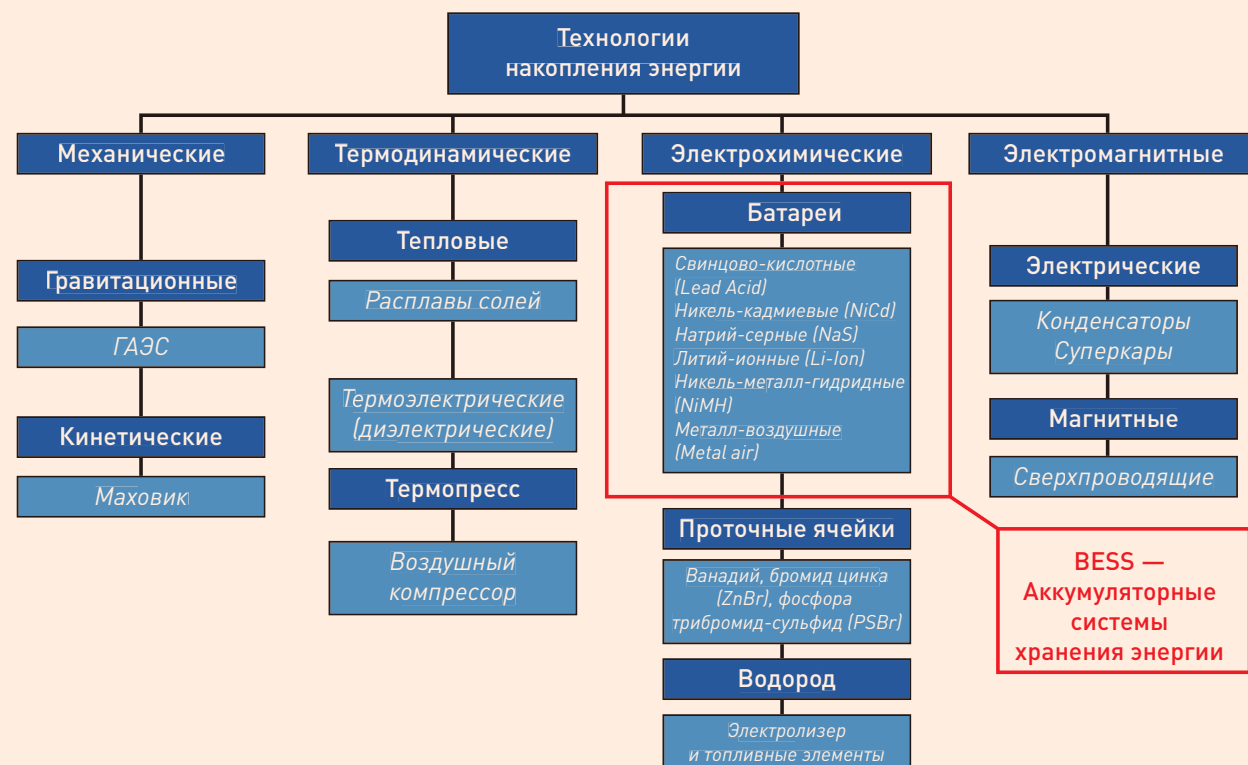 Технологии
накопления энергии
Механические
Гравитационные
ГАЭС
Кинетические
Маховик
Термодинамические
Тепловые
Расплавы солей
Термоэлектрические
(диэлектрические)
Термопресс
Воздушный
компрессор
Электрохимические
Батареи
Свинцово-кислотные
(Lead Acid)
Никель-кадмиевые (NiCd)
Натрий-серные (NaS)
Литий-ионные (Li-Ion)
Никель-металл-гидридные
(NiMH)
Металл-воздушные
(Metal air)
Проточные ячейки
Ванадий, бромид цинка
(ZnBr), фосфора
трибромид-сульфид (PSBr)
Водород
Электролизер
и топливные элементы
Электромагнитные
Электрические
Конденсаторы
Суперкары
Магнитные
Сверхпроводящие
BESS —
Аккумуляторные
системы
хранения энергии